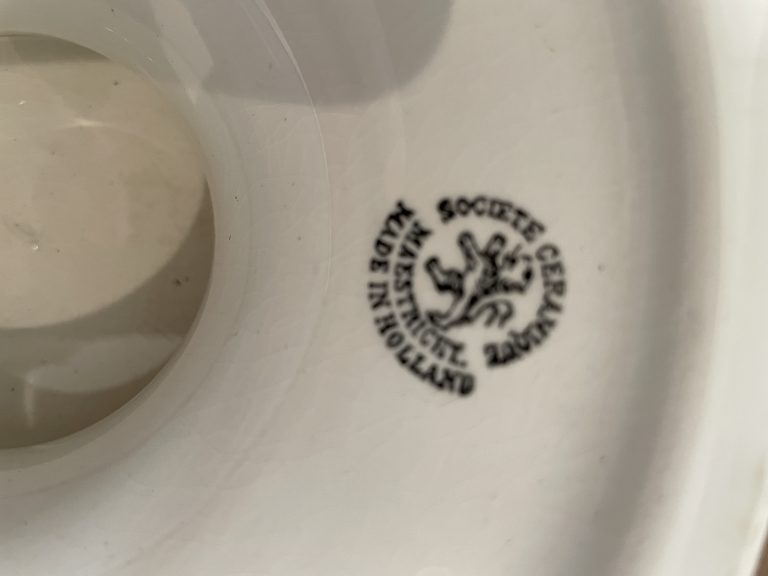 SOCIETE CERAMIQUE
MAESTRICHT.
MADE IN HOLLAND